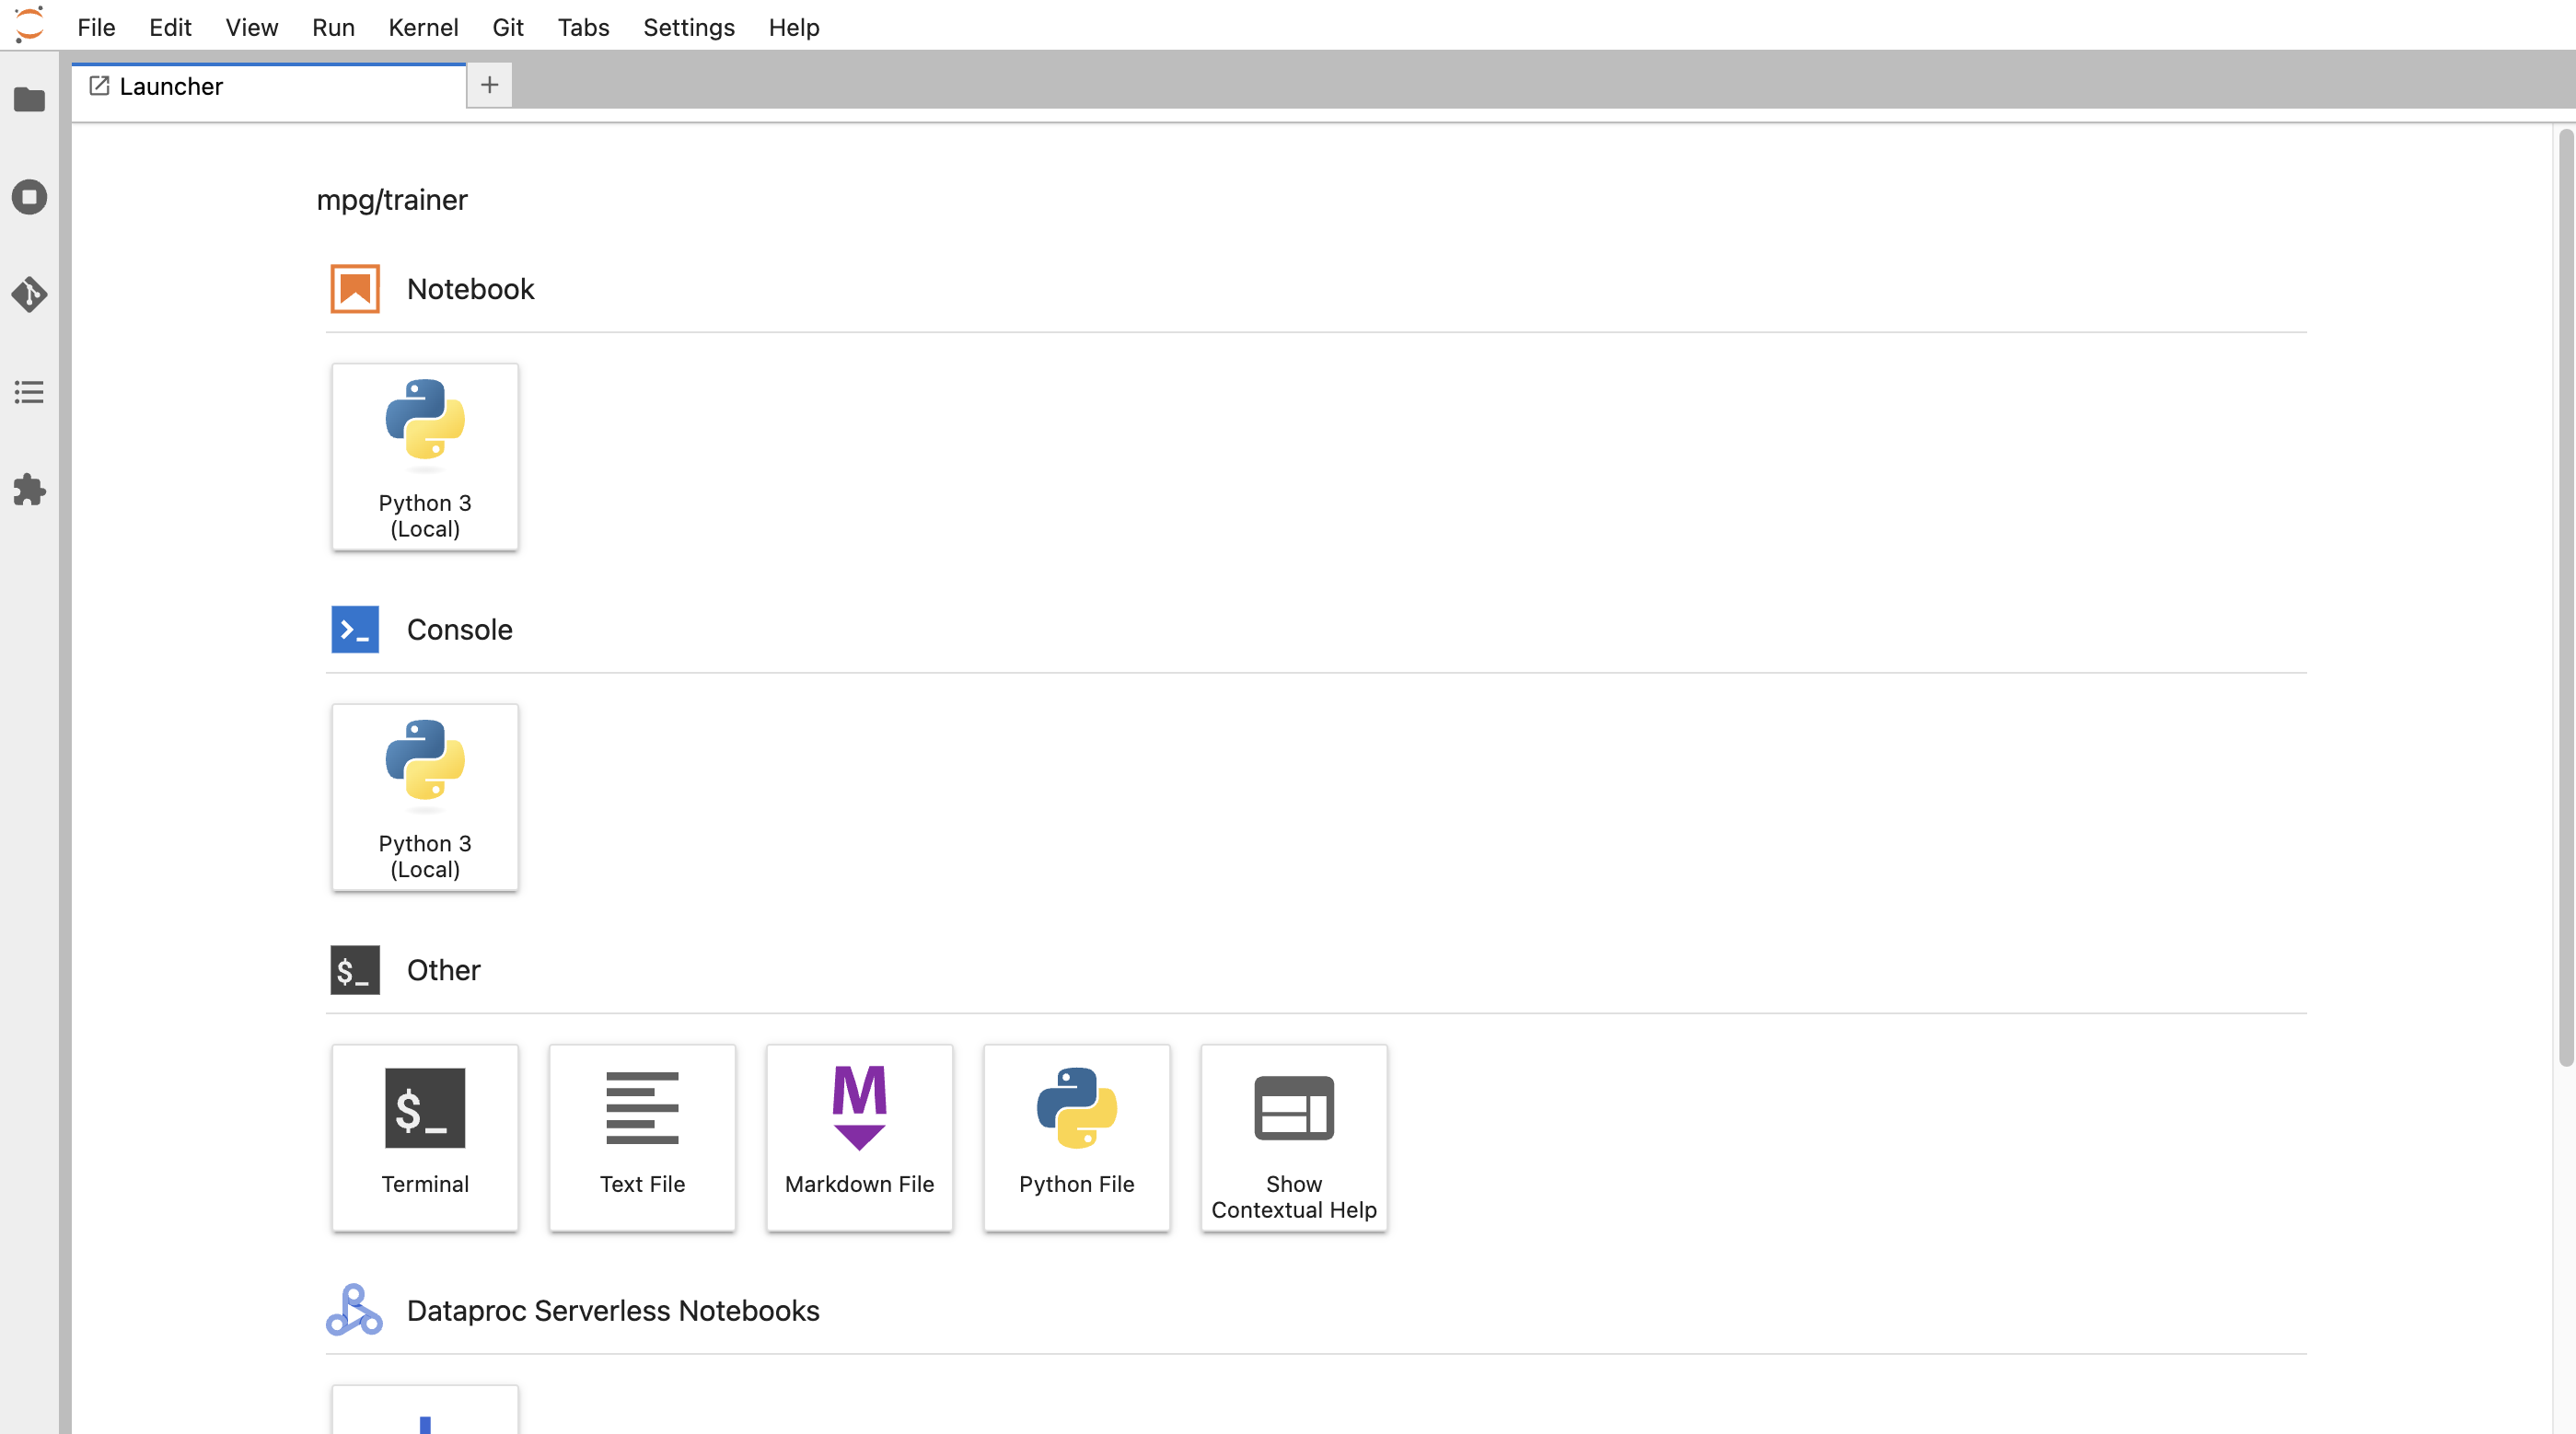 File Edit View Run Kernel Git Tabs Settings Help
Launcher
mpg/trainer
Notebook
Python 3
(Local)
Console
>_
Python 3
(Local)
$_ Other
$_
Terminal
Text File
M
Markdown File
Python File
Show
Contextual Help
Dataproc Serverless Notebooks